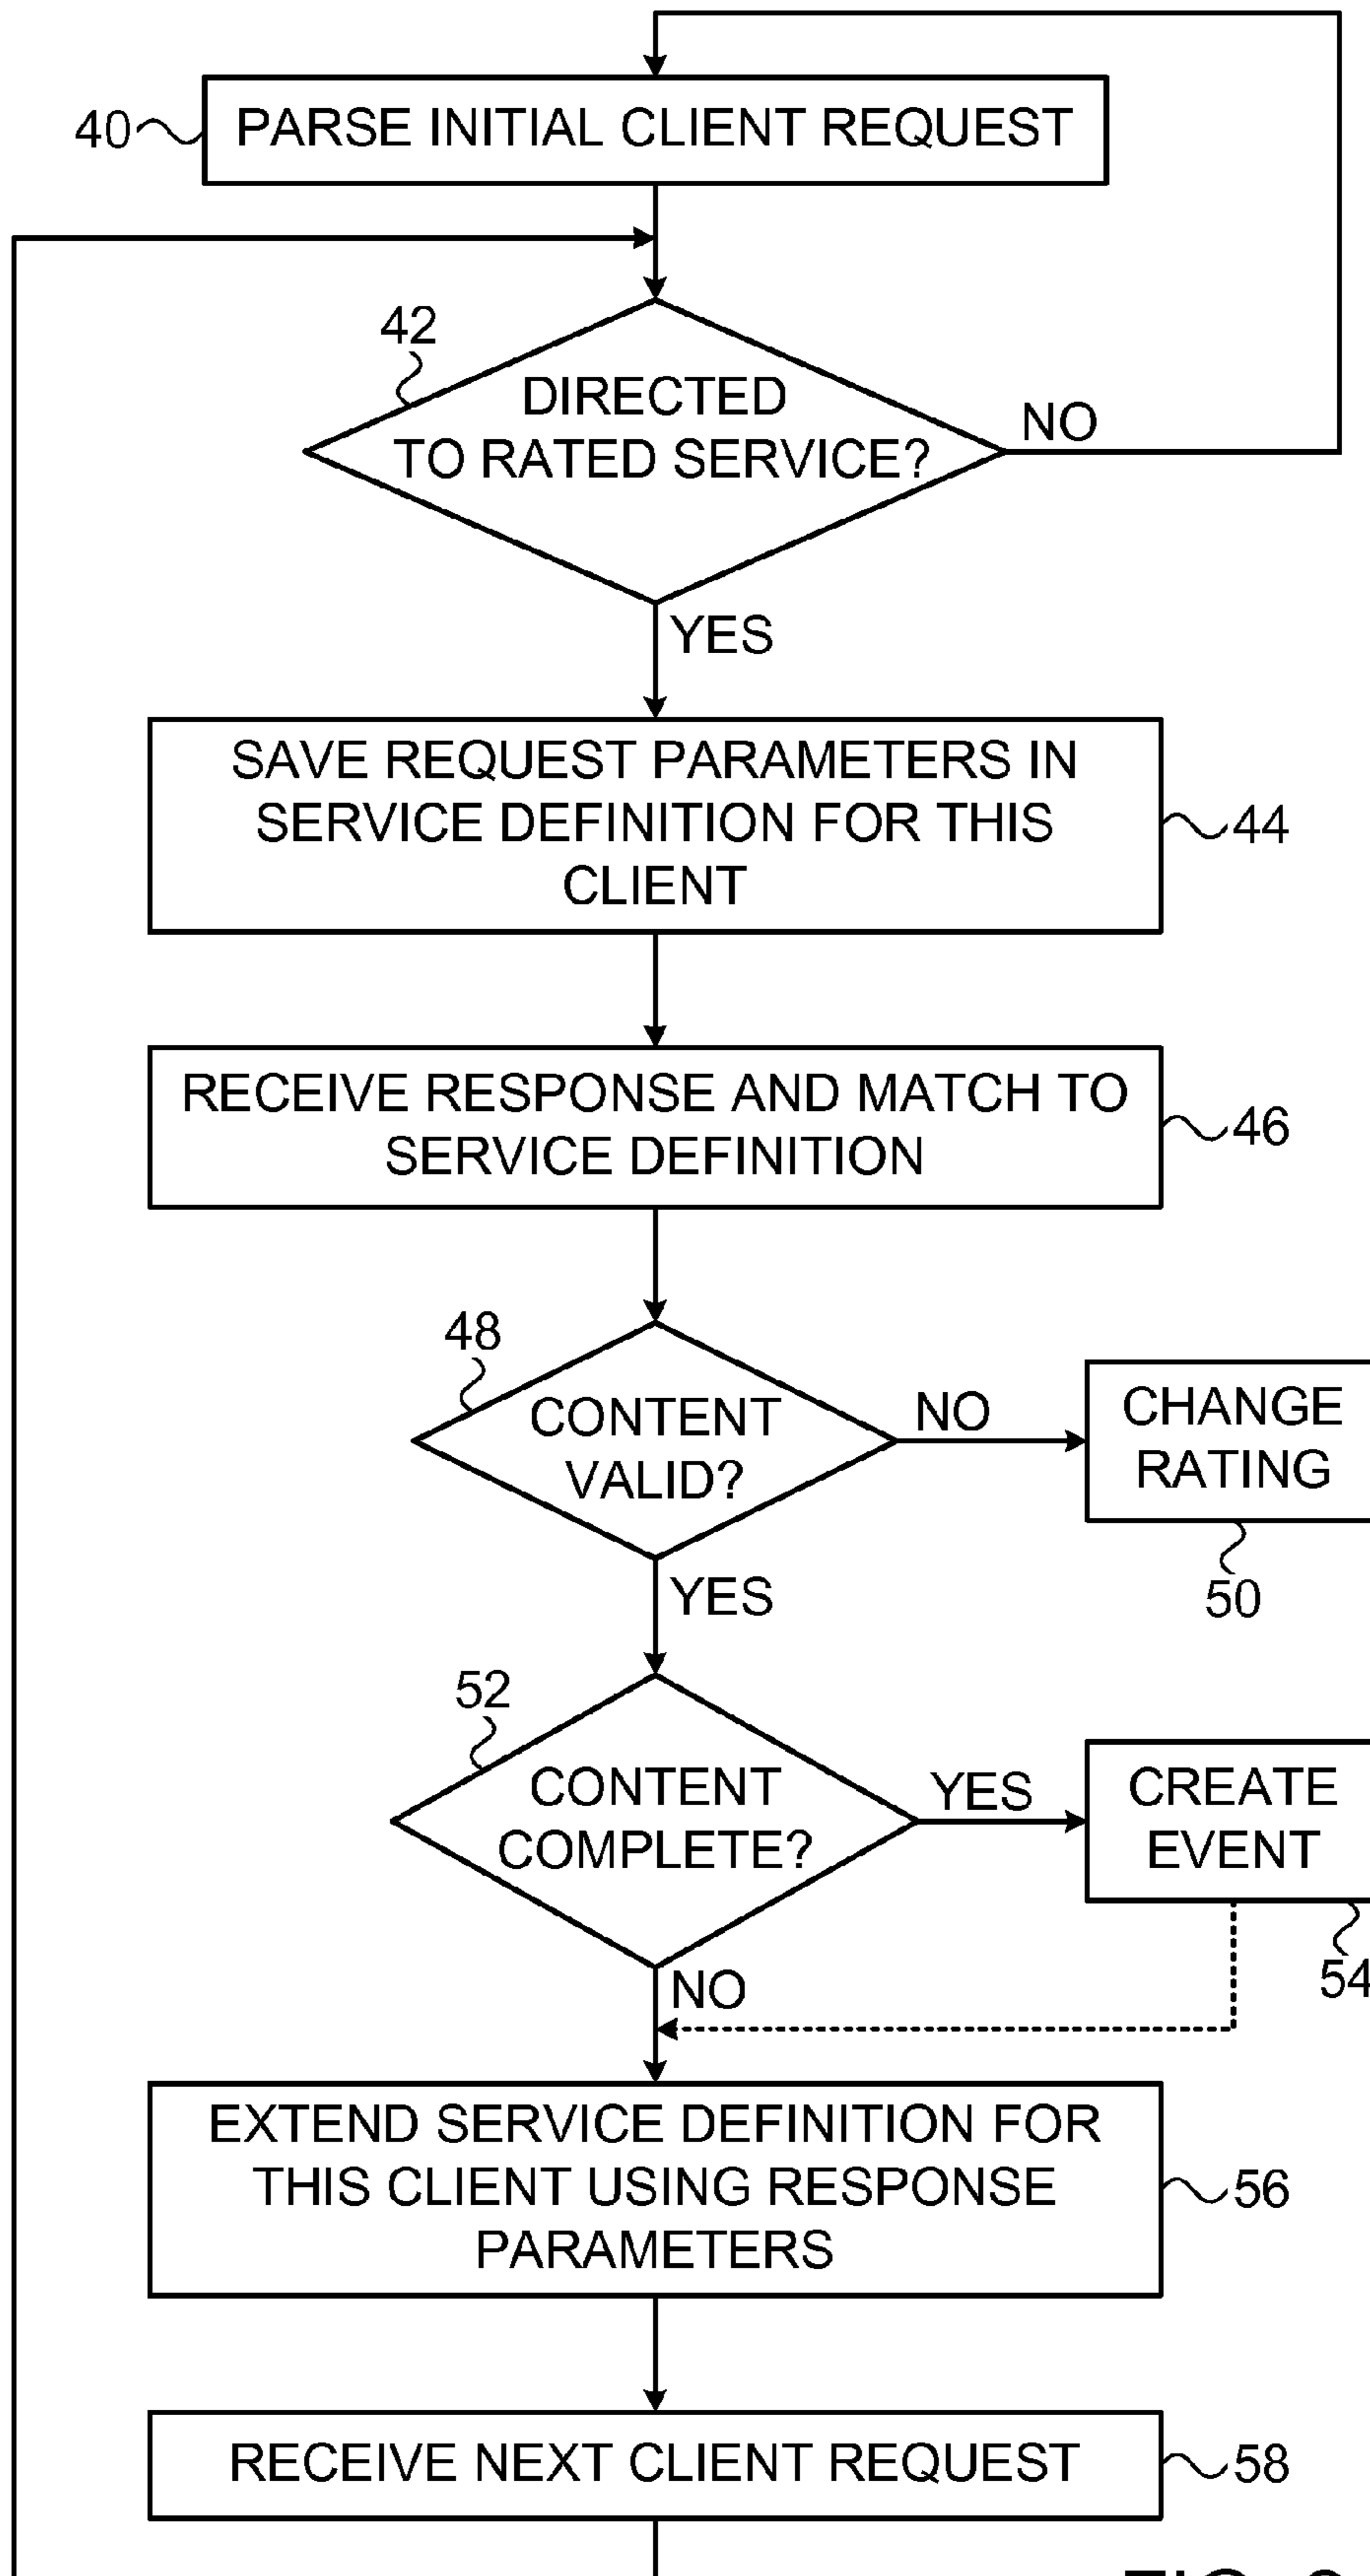 40
PARSE INITIAL CLIENT REQUEST
42
DIRECTED
TO RATED SERVICE?
NO
YES
SAVE REQUEST PARAMETERS IN
SERVICE DEFINITION FOR THIS
CLIENT
44
RECEIVE RESPONSE AND MATCH TO
SERVICE DEFINITION
46
48
CONTENT
VALID?
NO
CHANGE
RATING
50
YES
52
CONTENT
COMPLETE?
YES
CREATE
EVENT
54
NO
EXTEND SERVICE DEFINITION FOR
THIS CLIENT USING RESPONSE
PARAMETERS
56
RECEIVE NEXT CLIENT REQUEST
58